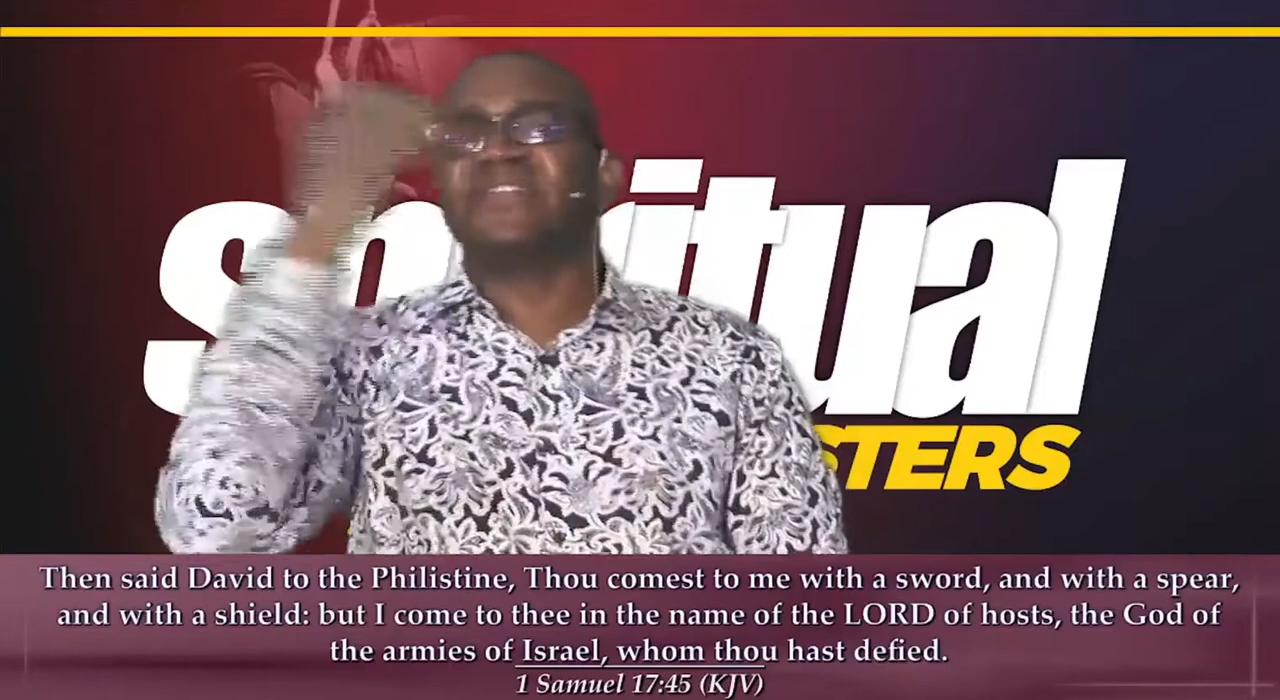 spiritual
STERS
Then said David to the Philistine, Thou comest to me with a sword, and with a spear,
and with a shield: but I come to thee in the name of the LORD of hosts, the God of
the armies of Israel, whom thou hast defied.
1 Samuel 17:45 (KJV)